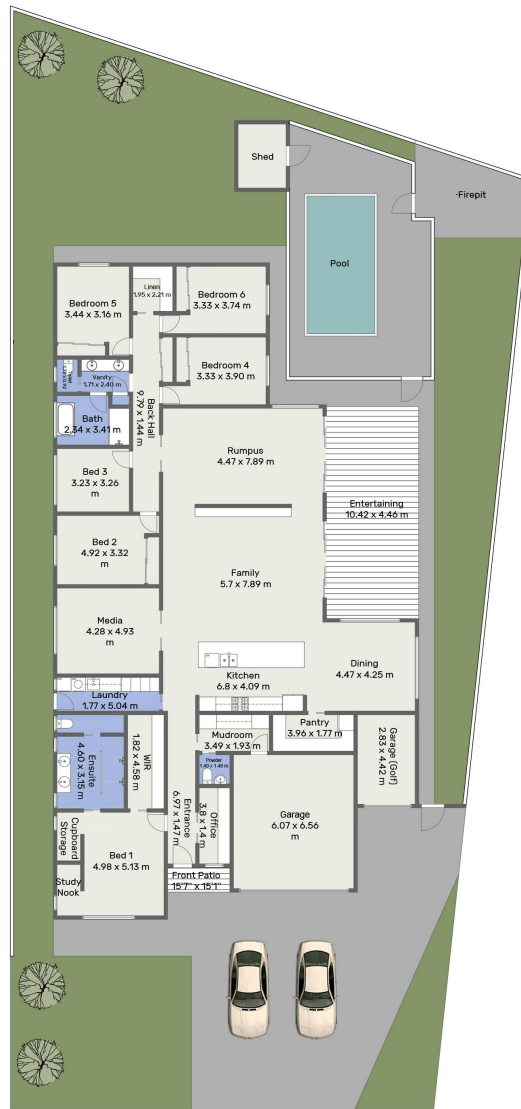 Shed
-Firepit
Pool
Linen
1.95 x 2.21 m
Bedroom 5
3.44 x 3.16 m
Bedroom 6
3.33 x 3.74 m
Bedroom 4
3.33 x 3.90 m
Toilet
Vanity
1.71 x 2.40 m
Bath
2.34 x 3.41 m
Back Hall
9.79 x 1.44 m
Bed 3
3.23 x 3.26
m
Rumpus
4.47 x 7.89 m
Entertaining
10.42 x 4.46 m
Bed 2
4.92 x 3.32
m
Family
5.7 x 7.89 m
Media
4.28 x 4.93
m
Dining
4.47 x 4.25 m
Kitchen
6.8 x 4.09 m
Laundry
1.77 x 5.04 m
Ensuite
4.60 x 3.15 m
WIR
1.82 x 4.58 m
Mudroom
3.49 x 1.93 m
Pantry
3.96 x 1.77 m
Garage (Golf)
2.83 x 4.42 m
Powder
1.49 x 1.48 m
Entrance
6.97 x 1.47 m
Office
3.8 x 1.4 m
Garage
6.07 x 6.56
m
Cupboard
Storage
Bed 1
4.98 x 5.13 m
Study
Nook
Front Patio
15'7" x 15'1"